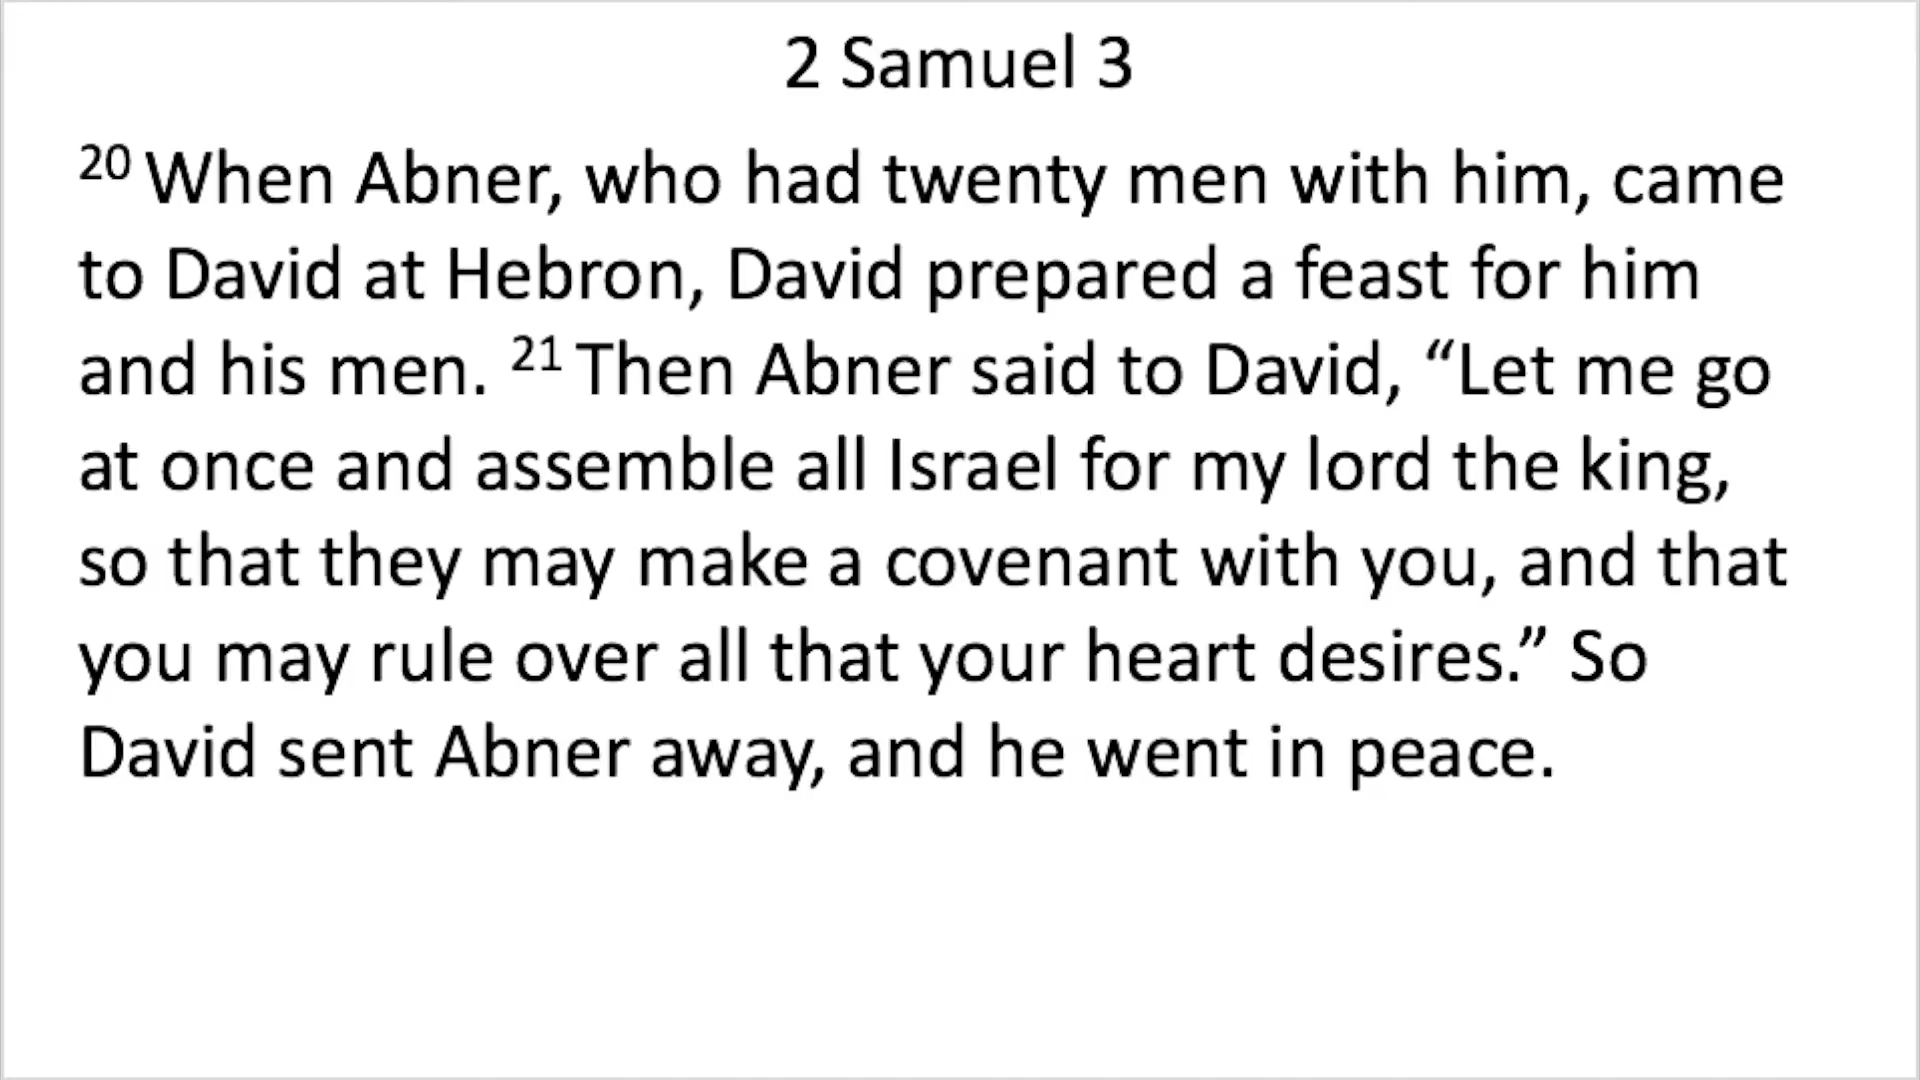 2 Samuel 3
20 When Abner, who had twenty men with him, came
to David at Hebron, David prepared a feast for him
and his men. 21 Then Abner said to David, “Let me go
at once and assemble all Israel for my lord the king,
so that they may make a covenant with you, and that
you may rule over all that your heart desires.” So
David sent Abner away, and he went in peace.